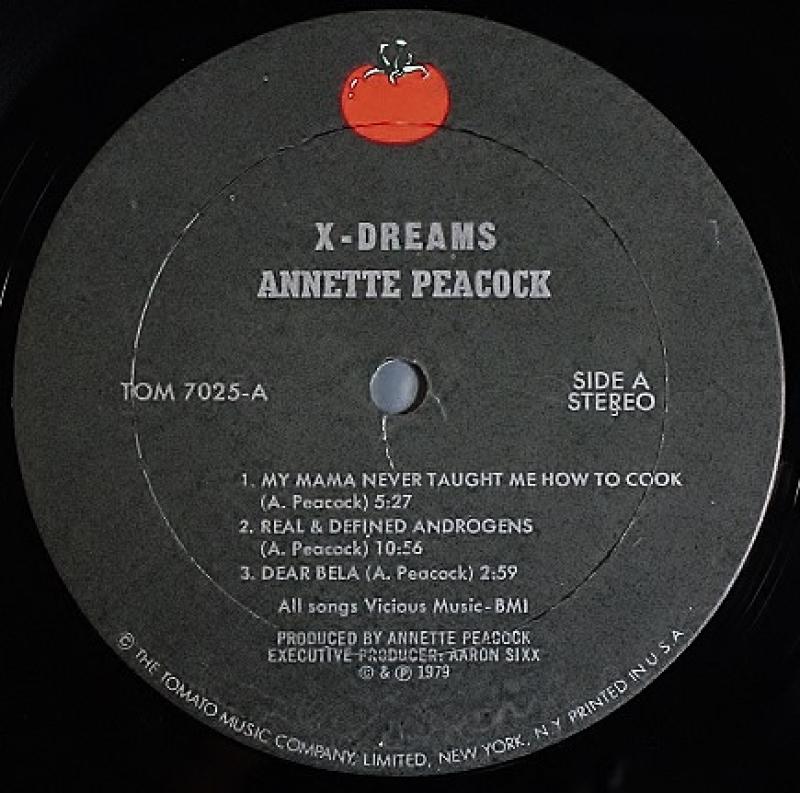 X-DREAMS
ANNETTE PEACOCK
TOM 7025-A
SIDE A
STEREO
1. MY MAMA NEVER TAUGHT ME HOW TO COOK
(A. Peacock) 5:27
2. REAL & DEFINED ANDROGENS
(A. Peacock) 10:56
3. DEAR BELA (A. Peacock) 2:59
All songs Vicious Music-BMI
PRODUCED BY ANNETTE PEACOCK
EXECUTIVE PRODUCER: AARON SIXX
© & ℗ 1979
© THE TOMATO MUSIC COMPANY, LIMITED, NEW YORK, N.Y. PRINTED IN U.S.A.